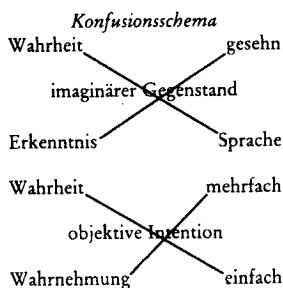 Konfusionsschema
Wahrheit gesehn
imaginärer Gegenstand
Erkenntnis Sprache
Wahrheit mehrfach
objektive Intention
Wahrnehmung einfach